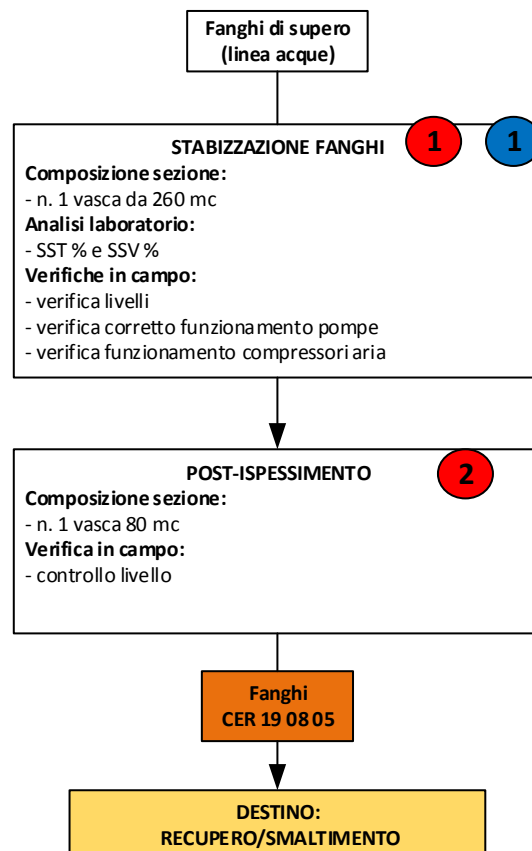 Fanghi di supero
(linea acque)
STABIZZAZIONE FANGHI
1
1
Composizione sezione:
- n. 1 vasca da 260 mc
Analisi laboratorio:
- SST % e SSV %
Verifiche in campo:
- verifica livelli
- verifica corretto funzionamento pompe
- verifica funzionamento compressori aria
POST-ISPESSIMENTO
2
Composizione sezione:
- n. 1 vasca 80 mc
Verifica in campo:
- controllo livello
Fanghi
CER 19 08 05
DESTINO:
RECUPERO/SMALTIMENTO